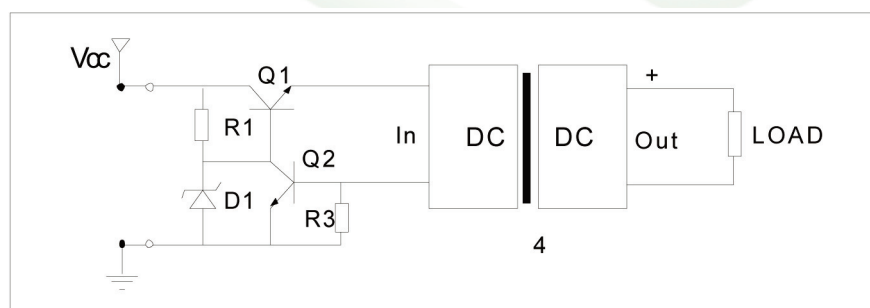 Vcc
Q1
R1
Q2
D1
R3
In
DC
DC
Out
+
LOAD
4